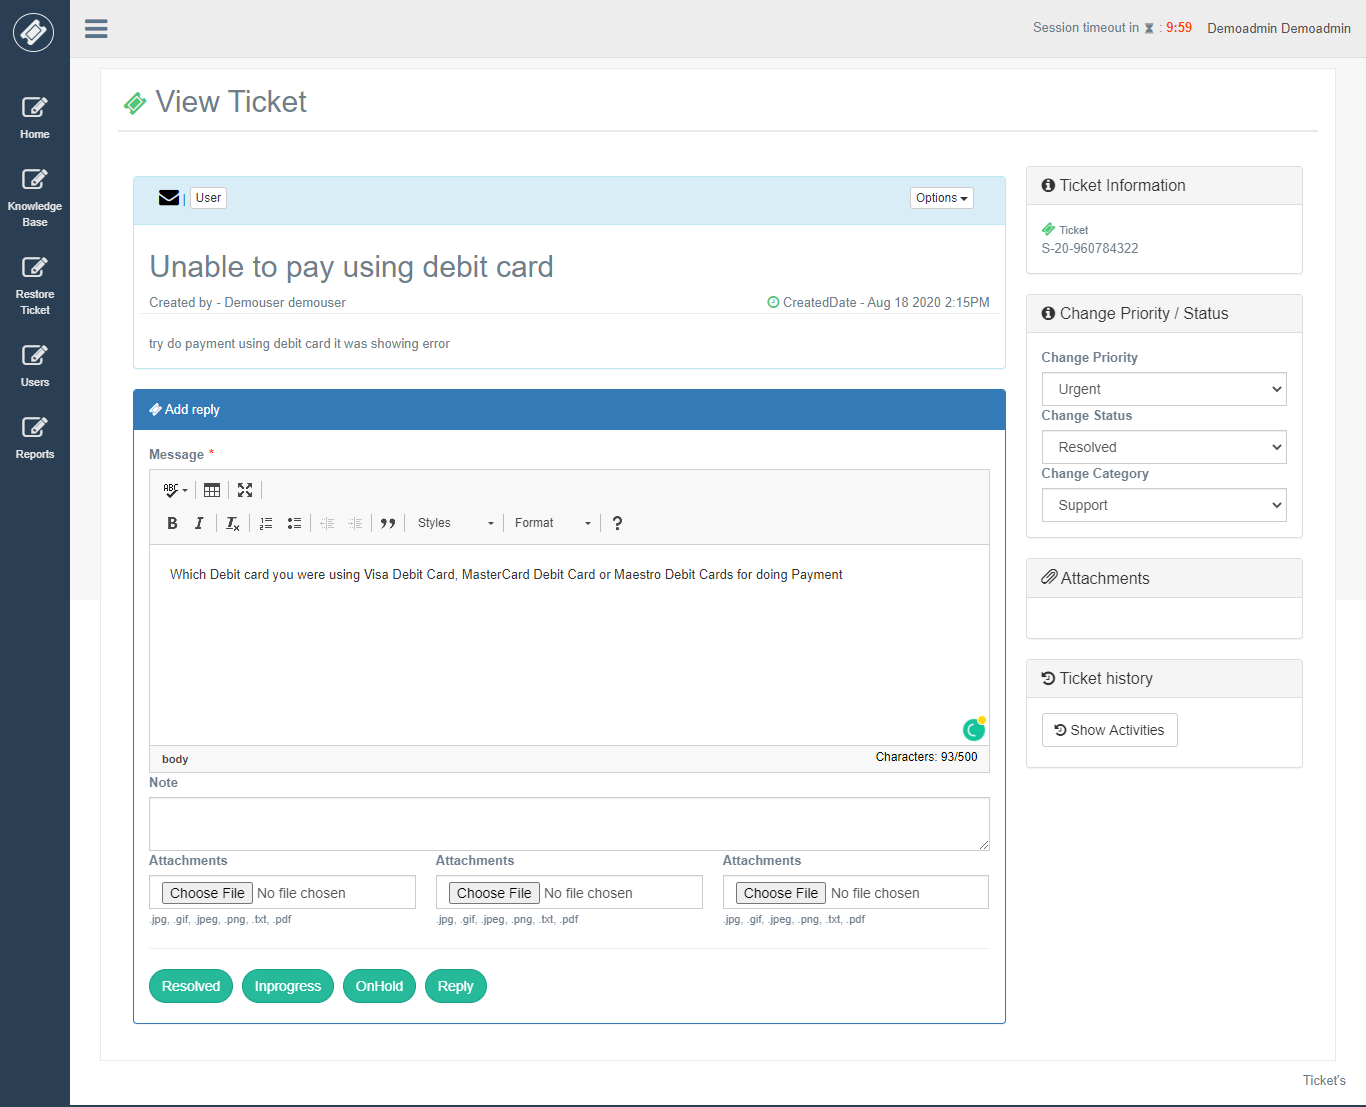 Session timeout in : 9:59 Demoadmin Demoadmin
Home
Knowledge
Base
Restore
Ticket
Users
Reports
View Ticket
| User
Options
Unable to pay using debit card
Created by - Demouser demouser
CreatedDate - Aug 18 2020 2:15PM
try do payment using debit card it was showing error
Add reply
Message *
ABC
B I Tx Styles Format ?
Which Debit card you were using Visa Debit Card, MasterCard Debit Card or Maestro Debit Cards for doing Payment
body
Characters: 93/500
Note
Attachments
Choose File No file chosen
.jpg, .gif, .jpeg, .png, .txt, .pdf
Attachments
Choose File No file chosen
.jpg, .gif, .jpeg, .png, .txt, .pdf
Attachments
Choose File No file chosen
.jpg, .gif, .jpeg, .png, .txt, .pdf
Resolved Inprogress OnHold Reply
Ticket Information
Ticket
S-20-960784322
Change Priority / Status
Change Priority
Urgent
Change Status
Resolved
Change Category
Support
Attachments
Ticket history
Show Activities
Ticket's